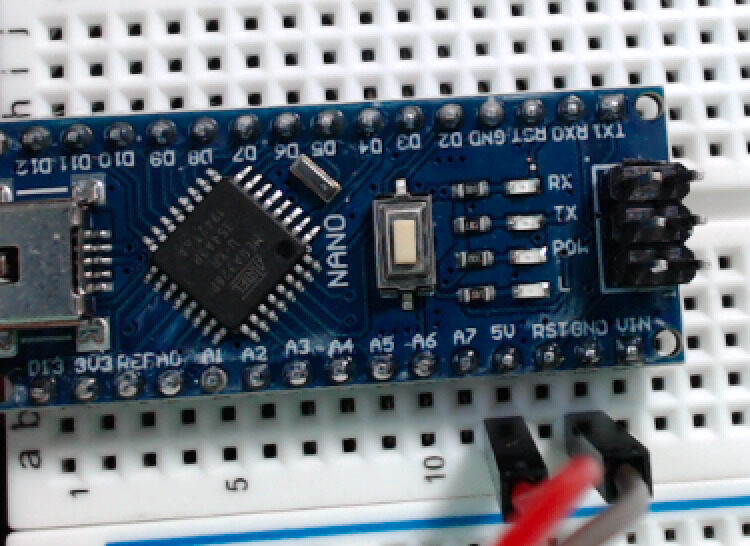 j
i
h
D12 D11 D10 D9 D8 D7 D6 D5 D4 D3 D2 GND RST RX0 TX1
RX
TX
POW
L
NANO
D13 3V3 REF A0 A1 A2 A3 A4 A5 A6 A7 5V RST GND VIN
b
a
1 5 10